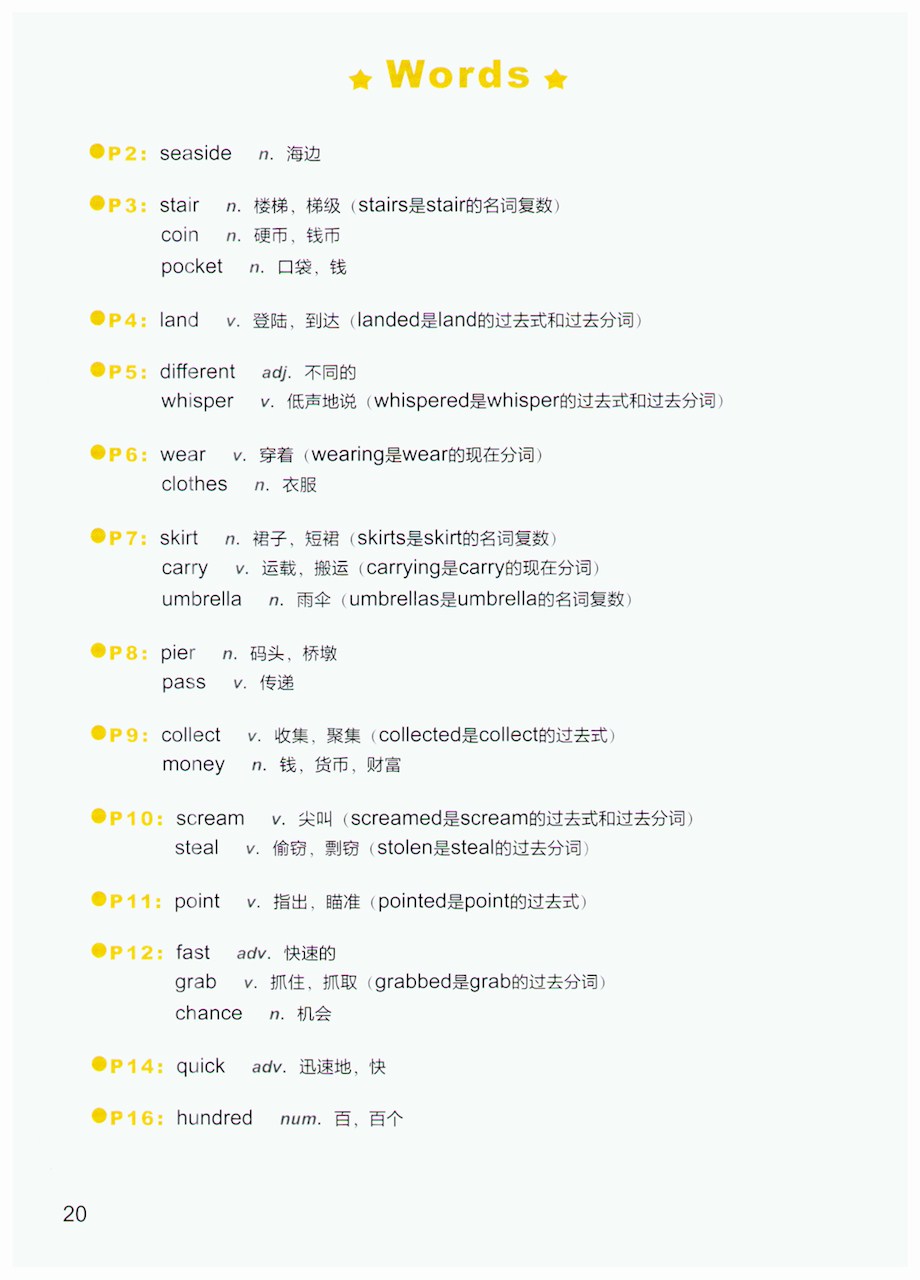 ★ Words ★
●P2: seaside n. 海边
●P3: stair n. 楼梯，梯级（stairs是stair的名词复数）
coin n. 硬币，钱币
pocket n. 口袋，钱
●P4: land v. 登陆，到达（landed是land的过去式和过去分词）
●P5: different adj. 不同的
whisper v. 低声地说（whispered是whisper的过去式和过去分词）
●P6: wear v. 穿着（wearing是wear的现在分词）
clothes n. 衣服
●P7: skirt n. 裙子，短裙（skirts是skirt的名词复数）
carry v. 运载，搬运（carrying是carry的现在分词）
umbrella n. 雨伞（umbrellas是umbrella的名词复数）
●P8: pier n. 码头，桥墩
pass v. 传递
●P9: collect v. 收集，聚集（collected是collect的过去式）
money n. 钱，货币，财富
●P10: scream v. 尖叫（screamed是scream的过去式和过去分词）
steal v. 偷窃，剽窃（stolen是steal的过去分词）
●P11: point v. 指出，瞄准（pointed是point的过去式）
●P12: fast adv. 快速的
grab v. 抓住，抓取（grabbed是grab的过去分词）
chance n. 机会
●P14: quick adv. 迅速地，快
●P16: hundred num. 百，百个
20